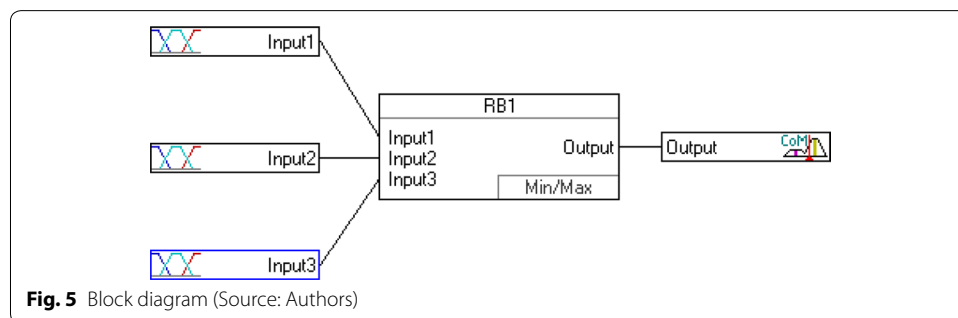 Input1
RB1
Input1
Input2
Input3
Output
Min/Max
Output
CoM
Input2
Input3
Fig. 5 Block diagram (Source: Authors)